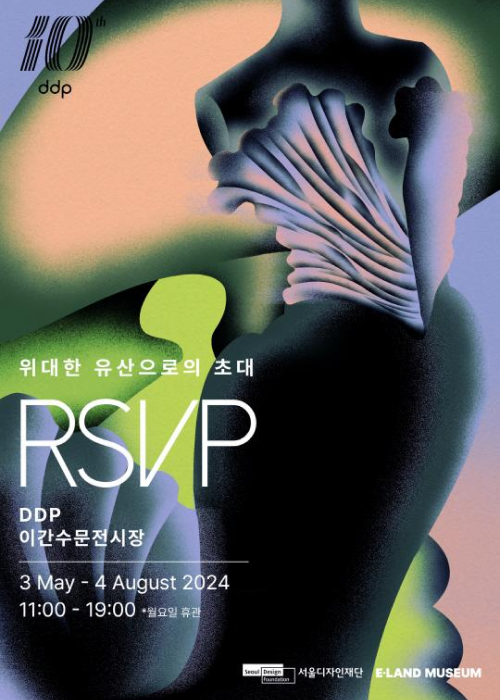 10th
ddp
위대한 유산으로의 초대
RSVP
DDP
이간수문전시장
3 May - 4 August 2024
11:00 - 19:00 *월요일 휴관
Seoul Design Foundation 서울디자인재단 E·LAND MUSEUM